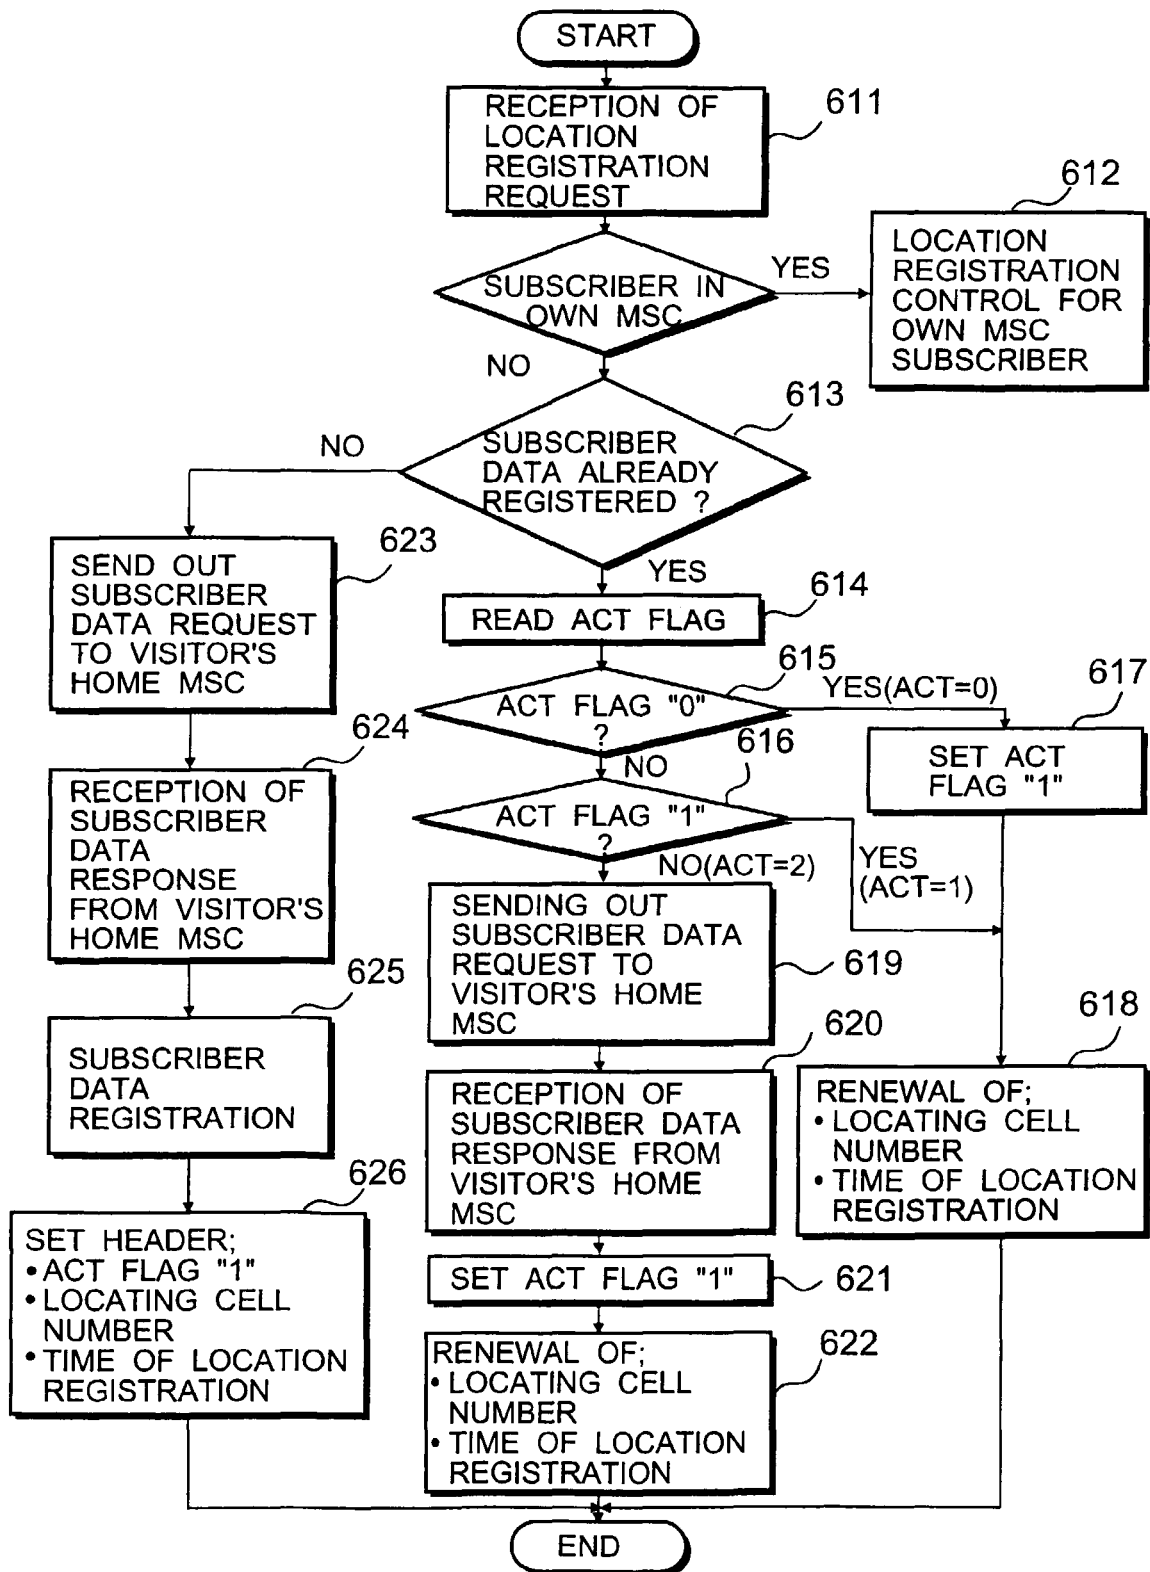 START
RECEPTION OF
LOCATION
REGISTRATION
REQUEST
611
612
LOCATION
REGISTRATION
CONTROL FOR
OWN MSC
SUBSCRIBER
SUBSCRIBER IN
OWN MSC
YES
NO
613
SUBSCRIBER
DATA ALREADY
REGISTERED ?
NO
YES
623
SEND OUT
SUBSCRIBER
DATA REQUEST
TO VISITOR'S
HOME MSC
614
READ ACT FLAG
615
ACT FLAG "0"
?
YES(ACT=0)
617
SET ACT
FLAG "1"
NO
616
ACT FLAG "1"
?
YES
(ACT=1)
NO(ACT=2)
624
RECEPTION OF
SUBSCRIBER
DATA
RESPONSE
FROM VISITOR'S
HOME MSC
SENDING OUT
SUBSCRIBER DATA
REQUEST TO
VISITOR'S HOME
MSC
619
625
SUBSCRIBER
DATA
REGISTRATION
620
RECEPTION OF
SUBSCRIBER DATA
RESPONSE FROM
VISITOR'S HOME
MSC
618
RENEWAL OF;
• LOCATING CELL
NUMBER
• TIME OF LOCATION
REGISTRATION
626
SET HEADER;
• ACT FLAG "1"
• LOCATING CELL
NUMBER
• TIME OF LOCATION
REGISTRATION
SET ACT FLAG "1"
621
622
RENEWAL OF;
• LOCATING CELL
NUMBER
• TIME OF LOCATION
REGISTRATION
END